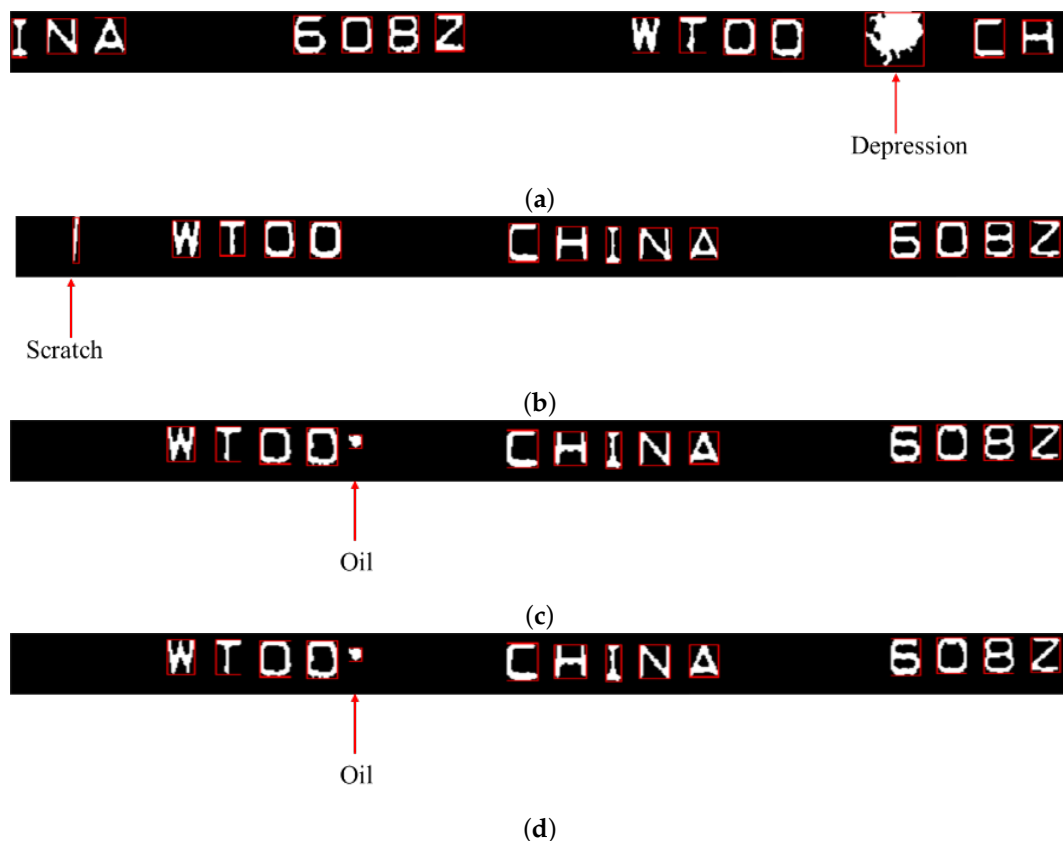 INA 608Z WTOO CH
Depression
(a)
WTOO CHINA 608Z
Scratch
(b)
WTOO CHINA 608Z
Oil
(c)
WTOO CHINA 608Z
Oil
(d)